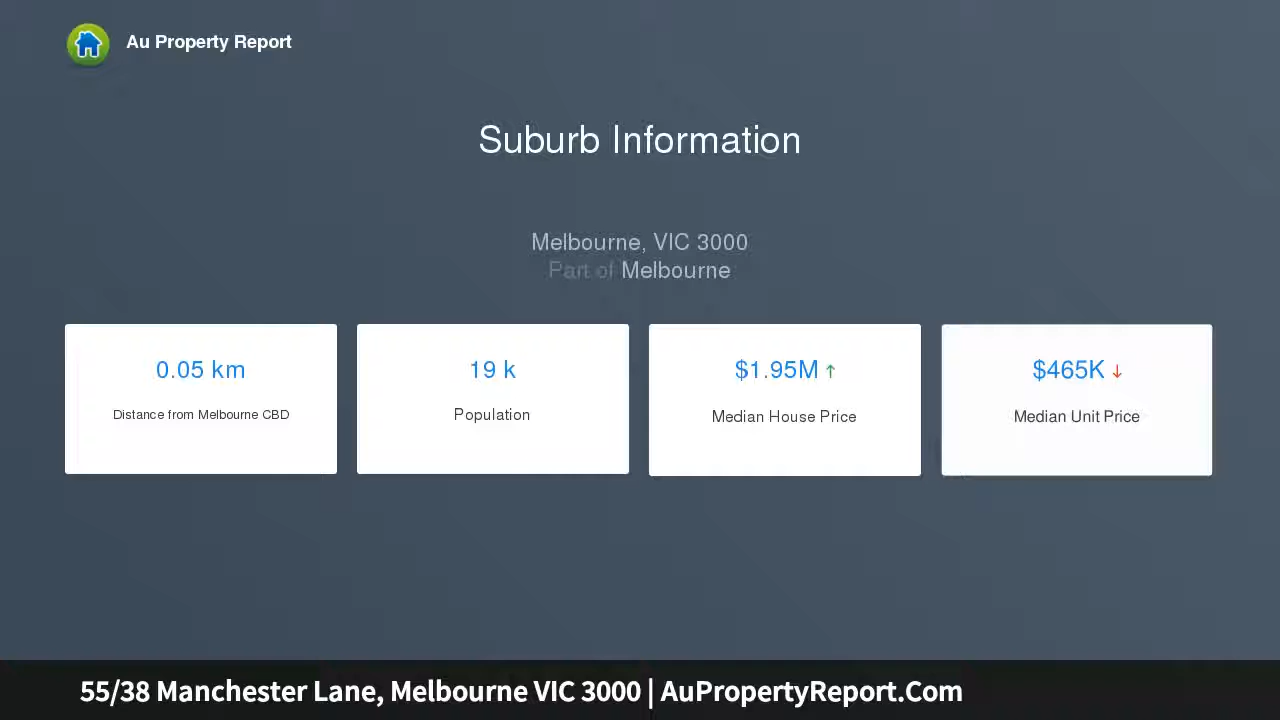 Au Property Report
Suburb Information
Melbourne, VIC 3000
Part of Melbourne
0.05 km
Distance from Melbourne CBD
19 k
Population
$1.95M ↑
Median House Price
$465K ↓
Median Unit Price
55/38 Manchester Lane, Melbourne VIC 3000 | AuPropertyReport.Com